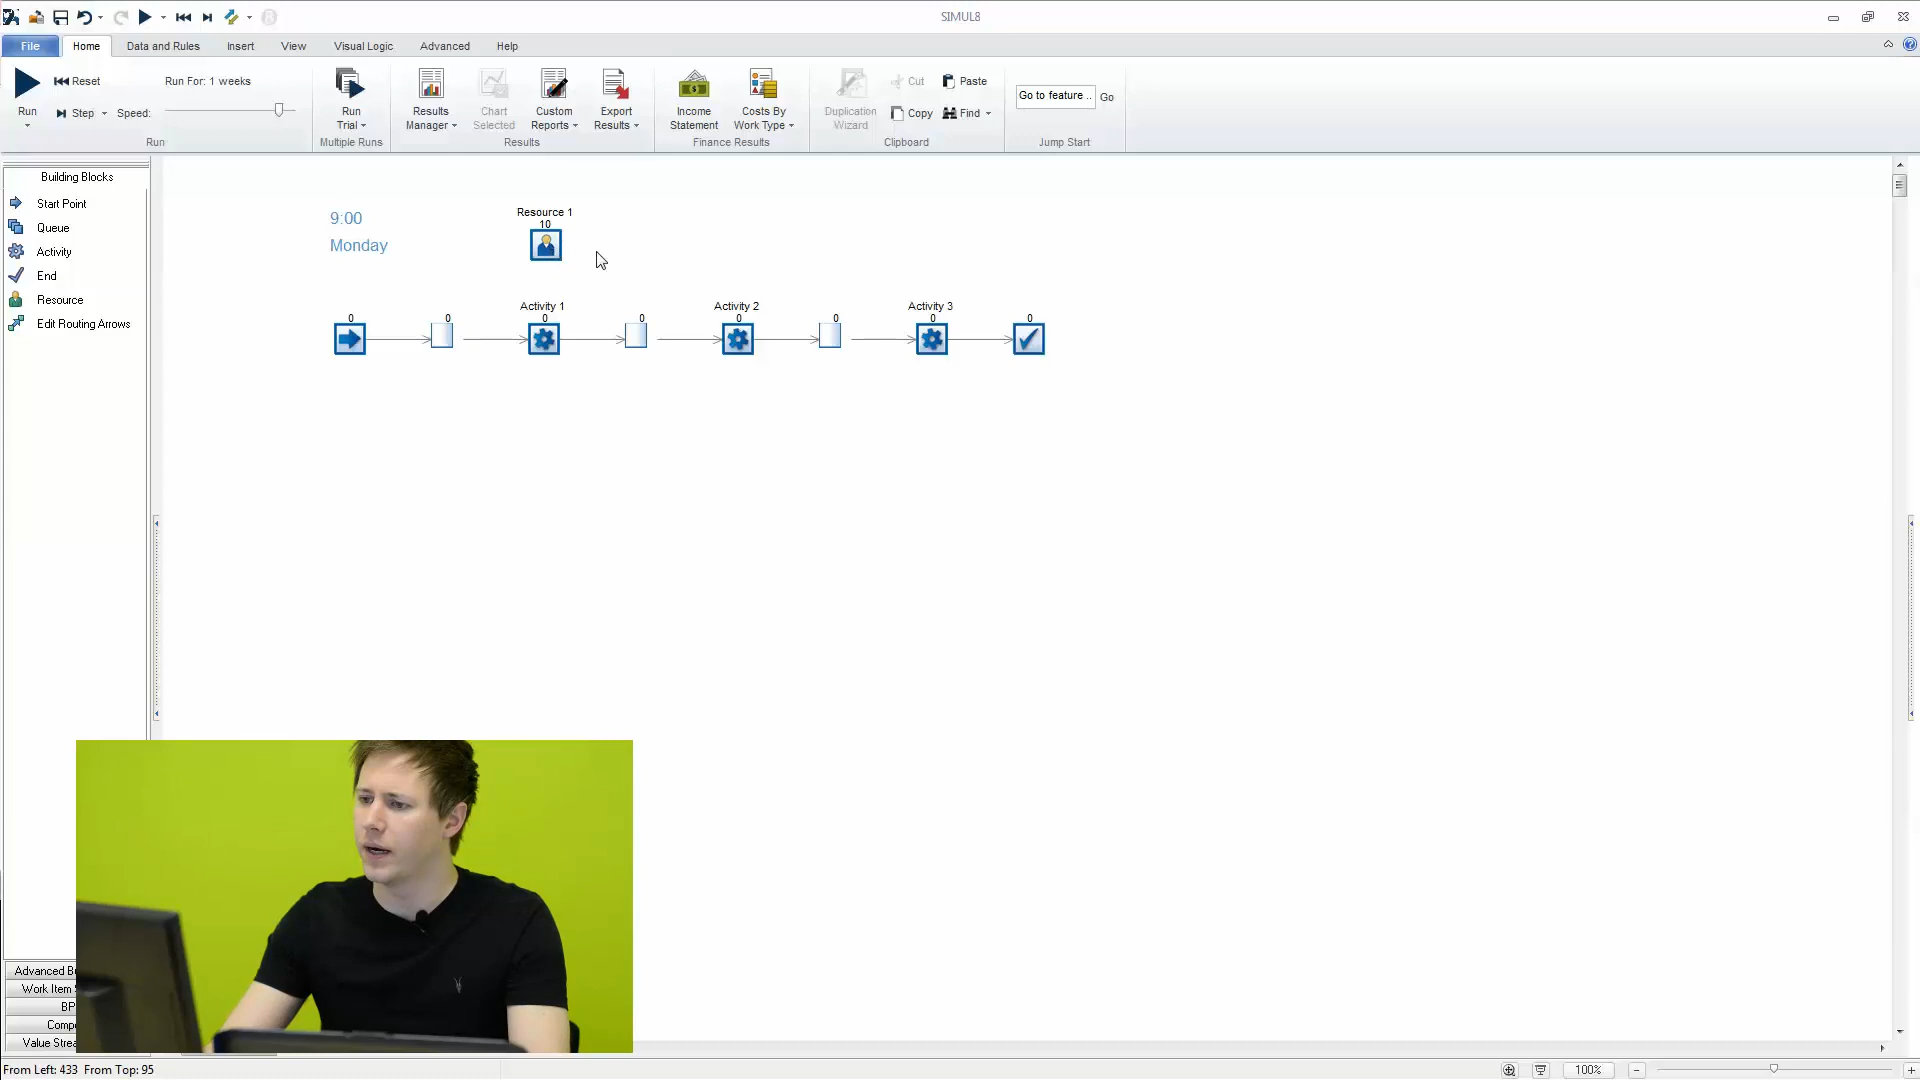 SIMUL8
File Home Data and Rules Insert View Visual Logic Advanced Help
Run
Reset
Step
Run For: 1 weeks
Speed:
Run
Run Trial
Multiple Runs
Results Manager
Chart Selected
Custom Reports
Export Results
Results
Income Statement
Costs By Work Type
Finance Results
Duplication Wizard
Cut
Copy
Paste
Find
Clipboard
Go to feature ..
Go
Jump Start
Building Blocks
Start Point
Queue
Activity
End
Resource
Edit Routing Arrows
9:00
Monday
Resource 1
10
Activity 1
Activity 2
Activity 3
0 0 0 0 0 0 0 0
Advanced B
Work Item
BP
Comp
Value Strea
From Left: 433 From Top: 95
100%